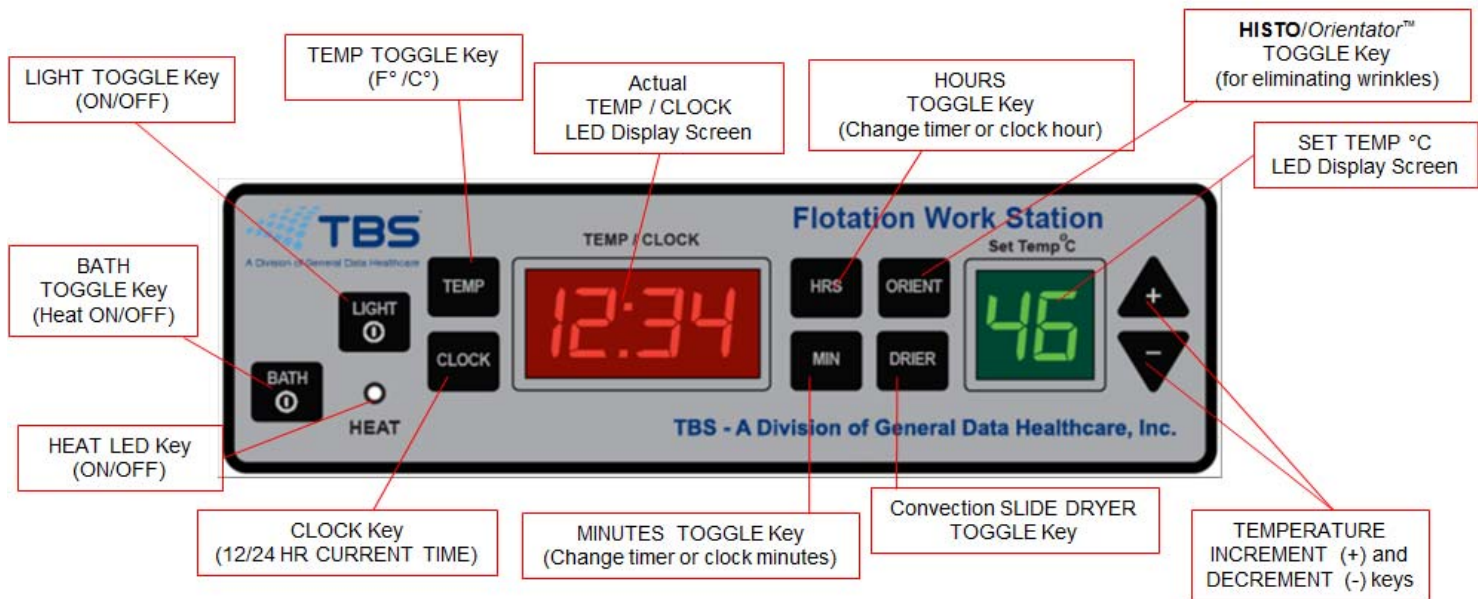 LIGHT TOGGLE Key
(ON/OFF)
TEMP TOGGLE Key
(F° /C°)
Actual
TEMP / CLOCK
LED Display Screen
HOURS
TOGGLE Key
(Change timer or clock hour)
HISTO/Orientator™
TOGGLE Key
(for eliminating wrinkles)
SET TEMP °C
LED Display Screen
BATH
TOGGLE Key
(Heat ON/OFF)
HEAT LED Key
(ON/OFF)
TBS
A Division of General Data Healthcare
Flotation Work Station
TEMP / CLOCK
Set Temp°C
LIGHT
BATH
HEAT
TEMP
CLOCK
12:34
HRS
ORIENT
MIN
DRIER
46
+
−
TBS - A Division of General Data Healthcare, Inc.
CLOCK Key
(12/24 HR CURRENT TIME)
MINUTES TOGGLE Key
(Change timer or clock minutes)
Convection SLIDE DRYER
TOGGLE Key
TEMPERATURE
INCREMENT (+) and
DECREMENT (-) keys